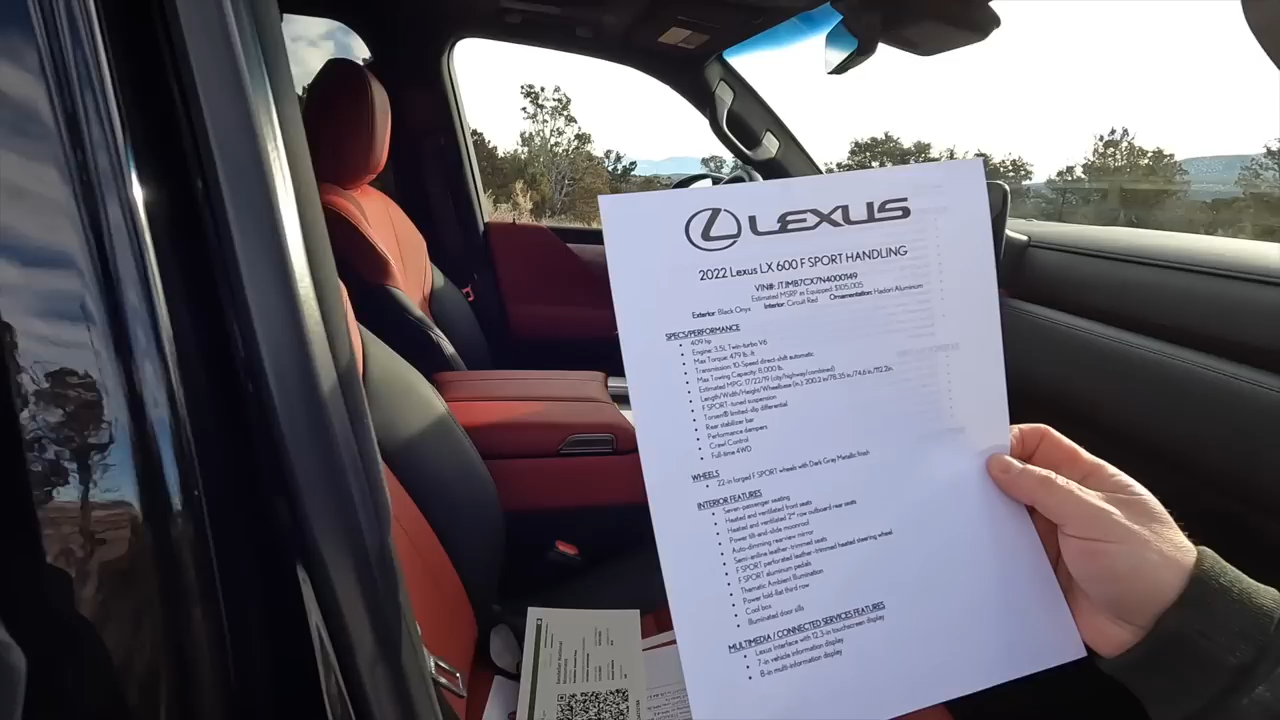 LEXUS
2022 Lexus LX 600 F SPORT HANDLING
VIN#: JTJMB7CX7N4000149
Estimated MSRP as Equipped: $105,005
Exterior: Black Onyx Interior: Circuit Red Ornamentation: Hadori Aluminum
SPECS/PERFORMANCE
• 409 hp
• Engine: 3.5L Twin-turbo V6
• Max Torque: 479 lb.-ft
• Transmission: 10-Speed direct-shift automatic
• Max Towing Capacity: 8,000 lb.
• Estimated MPG: 17/22/19 (city/highway/combined)
• Length/Width/Height/Wheelbase (in.): 200.2 in/78.35 in/74.6 in/112.2in.
• F SPORT-tuned suspension
• Torsen® limited-slip differential
• Rear stabilizer bar
• Performance dampers
• Crawl Control
• Full-time 4WD
WHEELS
• 22-in forged F SPORT wheels with Dark Gray Metallic finish
INTERIOR FEATURES
• Seven-passenger seating
• Heated and ventilated front seats
• Heated and ventilated 2nd row outboard rear seats
• Power tilt-and-slide moonroof
• Auto-dimming rearview mirror
• Semi-aniline leather-trimmed seats
• F SPORT perforated leather-trimmed heated steering wheel
• F SPORT aluminum pedals
• Thematic Ambient Illumination
• Power fold-flat third row
• Cool box
• Illuminated door sills
MULTIMEDIA / CONNECTED SERVICES FEATURES
• Lexus Interface with 12.3-in touchscreen display
• 7-in vehicle information display
• 8-in multi-information display